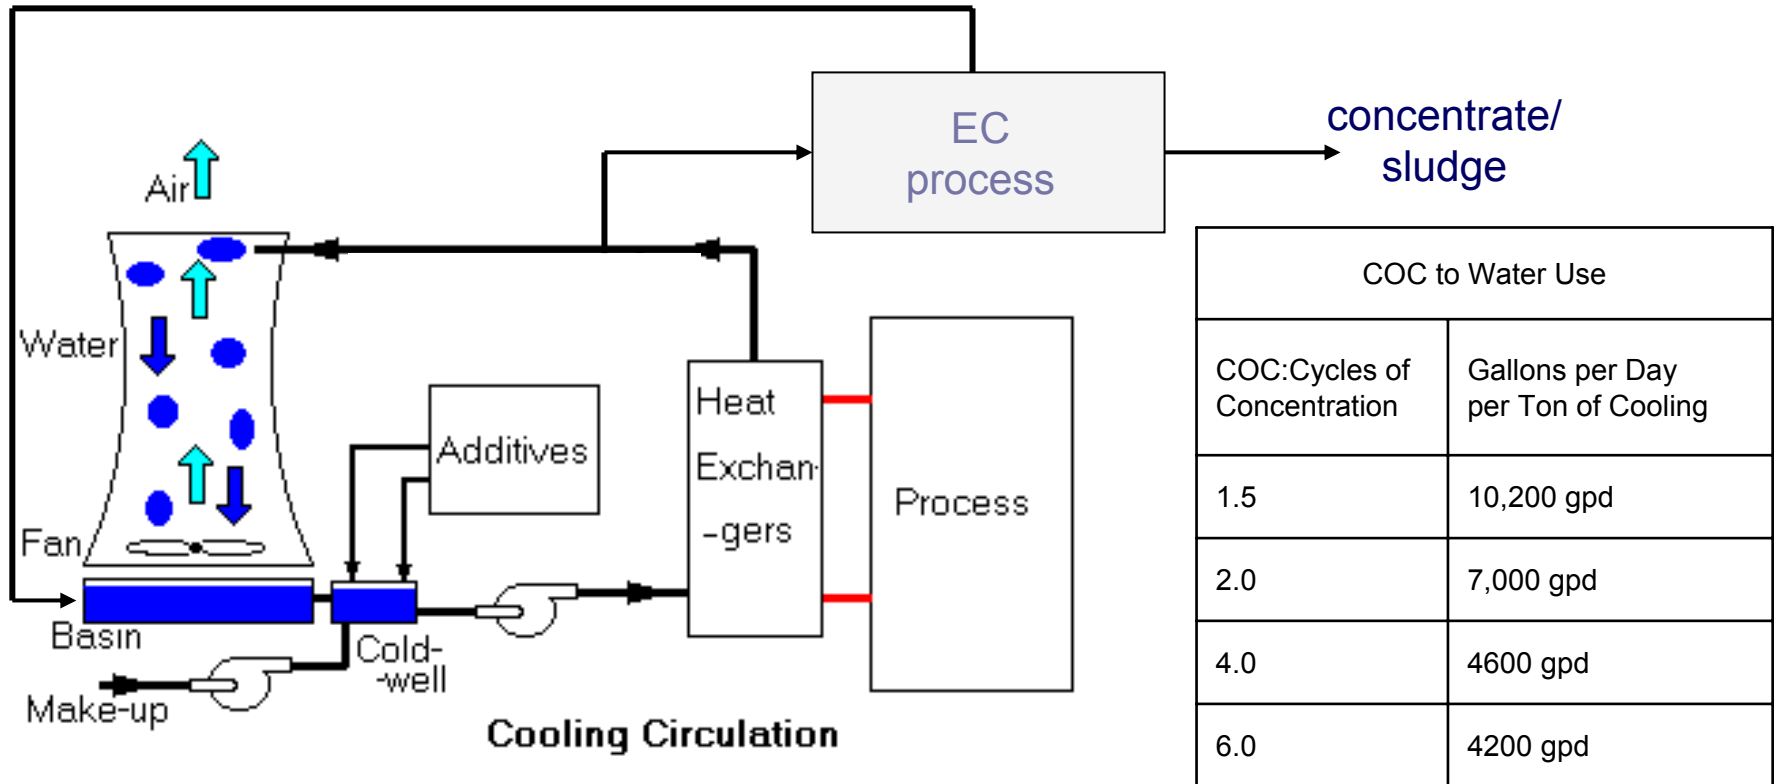 EC
process
concentrate/
sludge
Air
Water
Fan
Basin
Make-up
Cold-
-well
Additives
Heat
Exchan-
-gers
Process
Cooling Circulation
COC to Water Use
COC:Cycles of
Concentration
Gallons per Day
per Ton of Cooling
1.5
10,200 gpd
2.0
7,000 gpd
4.0
4600 gpd
6.0
4200 gpd